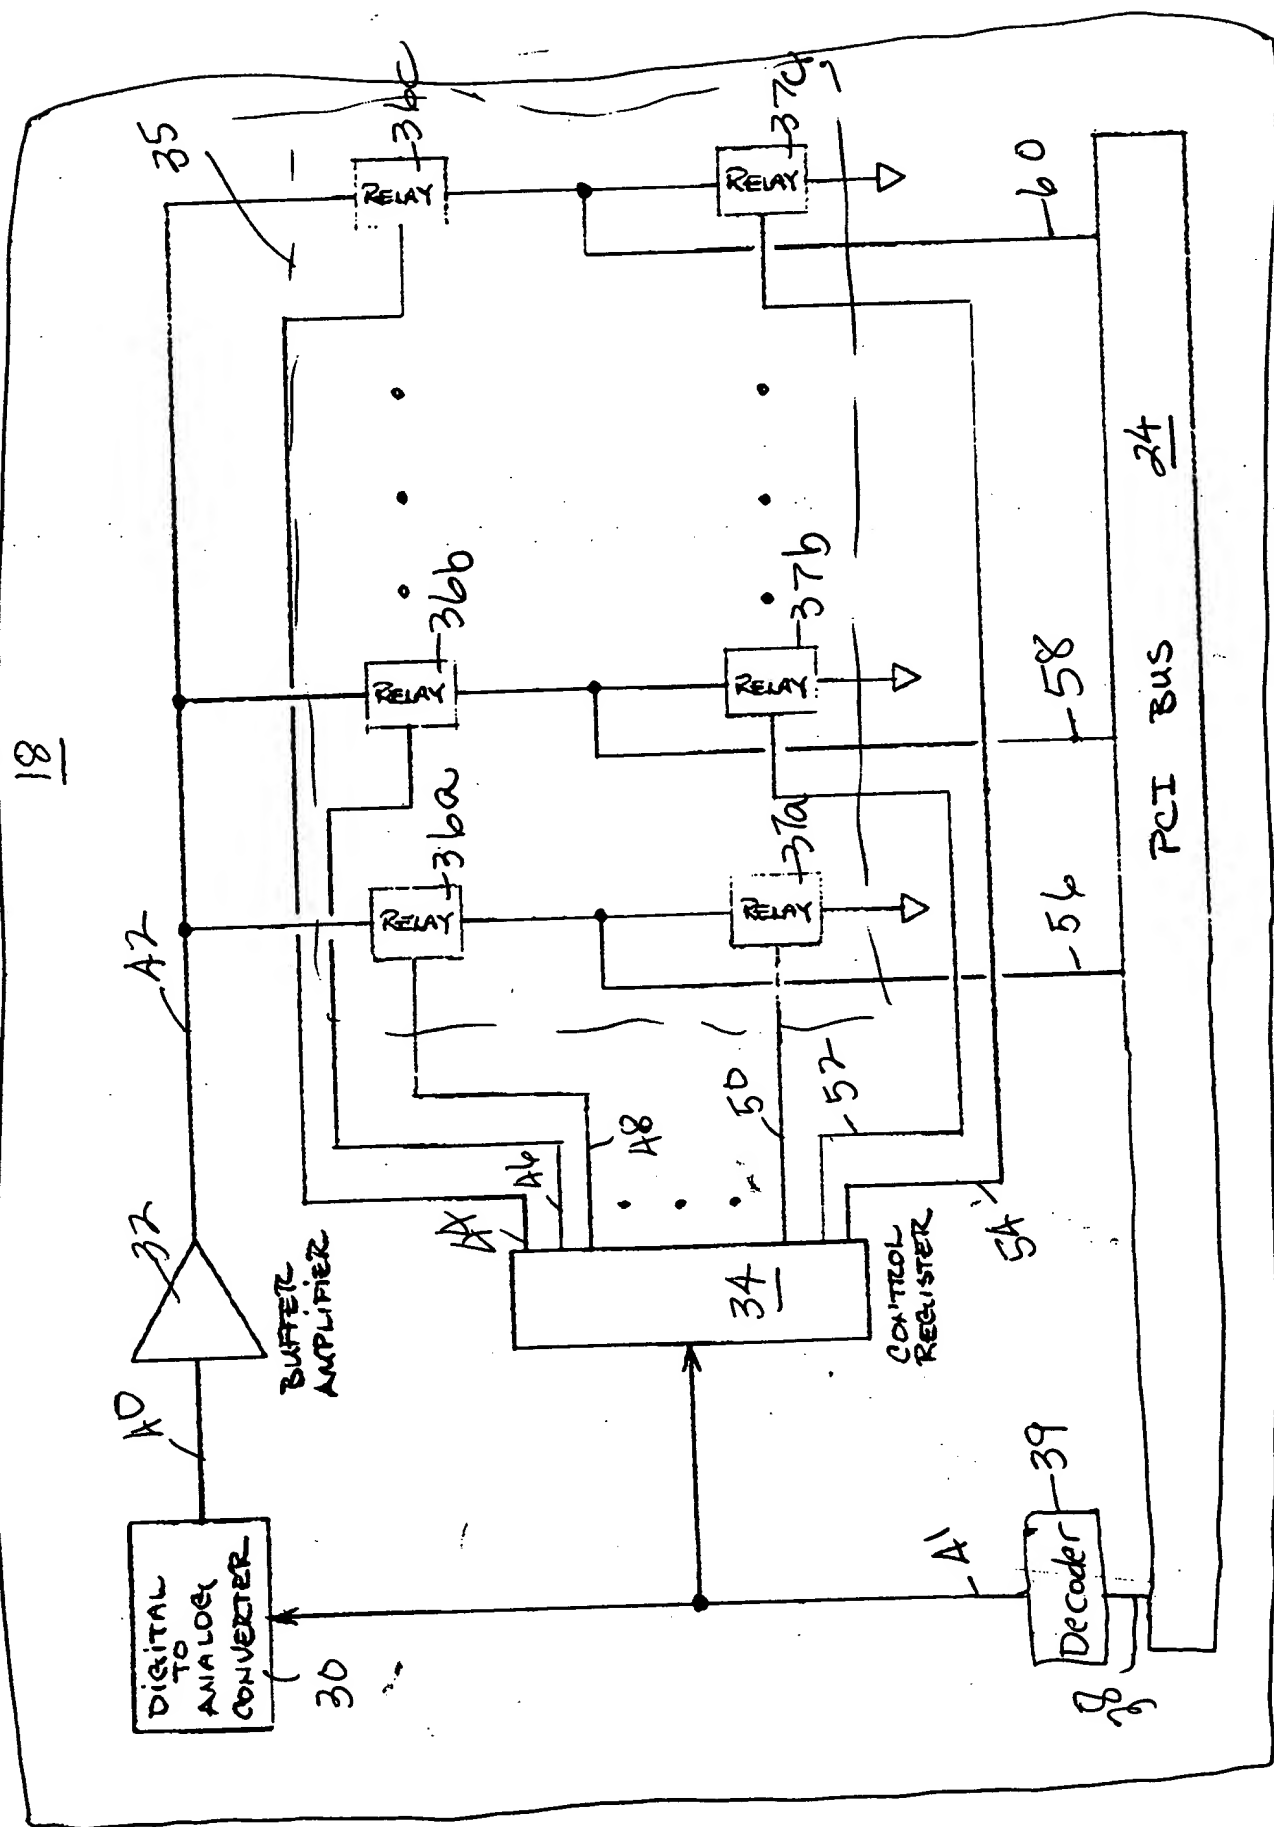 18
35
36c
37c
RELAY
RELAY
60
A2
36b
37b
RELAY
RELAY
58
36a
37a
RELAY
RELAY
56
32
BUFFER
AMPLIFIER
44
46
48
50
52
54
34
CONTROL
REGISTER
40
DIGITAL
TO
ANALOG
CONVERTER
30
41
Decoder
39
38
PCI BUS 24